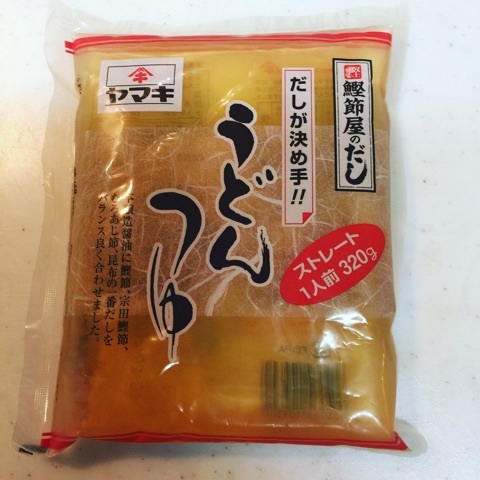 鰹節屋のだし
だしが決め手!!
ヤマキ
うどん
つゆ
ストレート
1人前 320g
造醤油に鰹節、宗田鰹節、
あじ節、昆布の一番だしを
バランス良く合わせました。